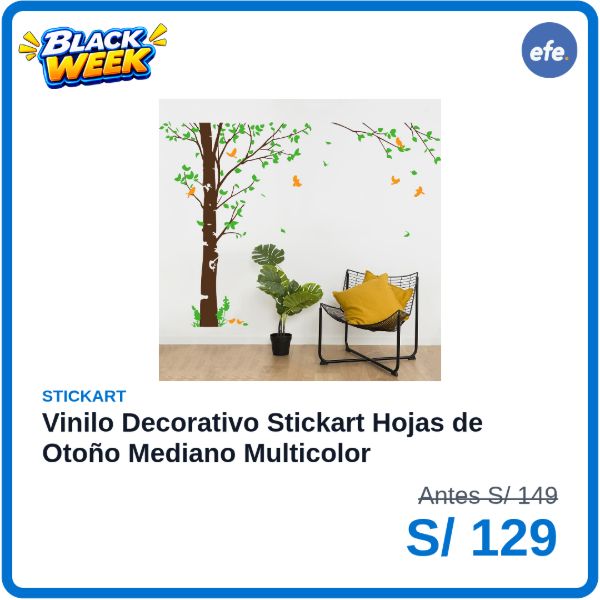 BLACK
WEEK
efe.
STICKART
Vinilo Decorativo Stickart Hojas de
Otoño Mediano Multicolor
Antes S/ 149
S/ 129